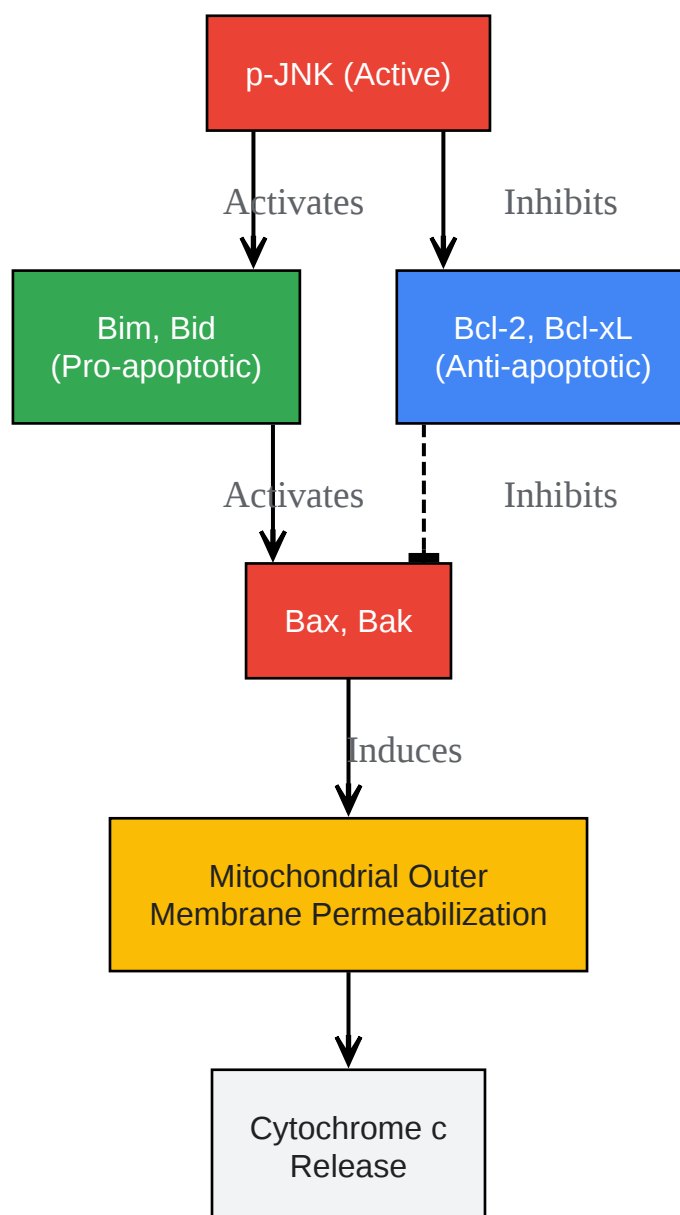 p-JNK (Active)
Activates
Inhibits
Bim, Bid
(Pro-apoptotic)
Bcl-2, Bcl-xL
(Anti-apoptotic)
Activates
Inhibits
Bax, Bak
Induces
Mitochondrial Outer
Membrane Permeabilization
Cytochrome c
Release